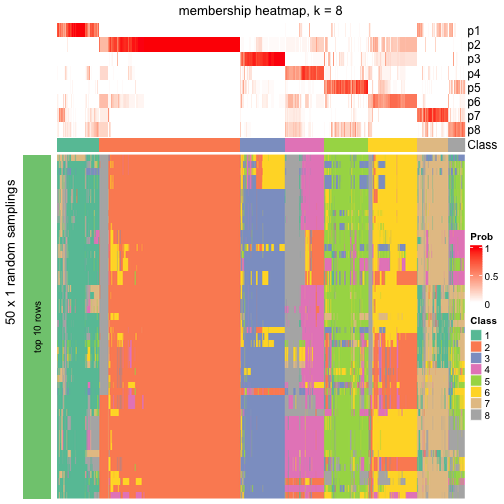 membership heatmap, k = 8
p1
p2
p3
p4
p5
p6
p7
p8
Class
50 x 1 random samplings
top 10 rows
Prob
1
0.5
0
Class
1
2
3
4
5
6
7
8